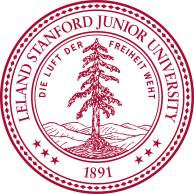 LELAND STANFORD JUNIOR UNIVERSITY
DIE LUFT DER FREIHEIT WEHT
1891